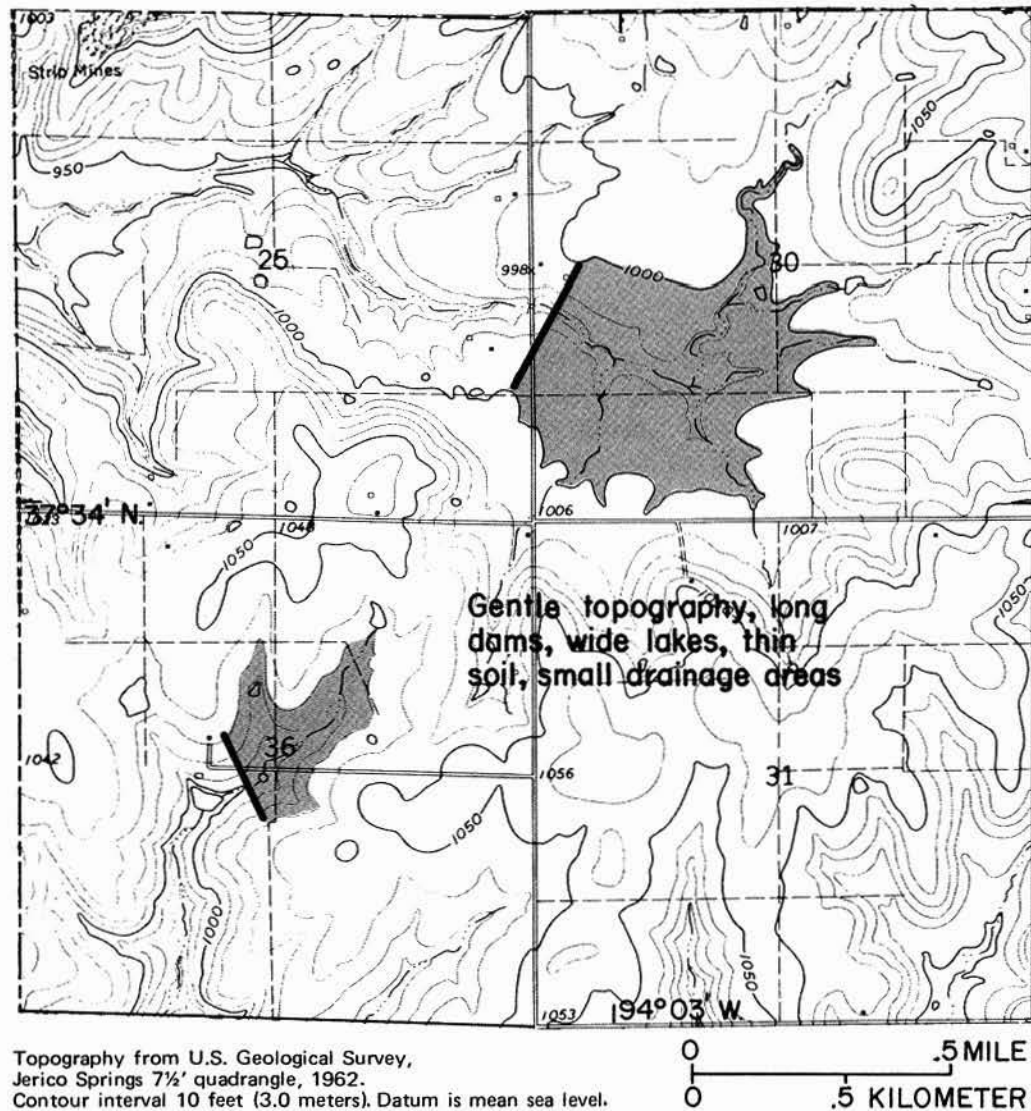 1003
Strip Mines
950
1050
25
998x
1000
30
1000
37°34' N.
1048
1006
1007
1050
1050
Gentle topography, long
dams, wide lakes, thin
soil, small drainage areas
36
1042
1056
31
1050
1000
1050
1053
94°03' W.
Topography from U.S. Geological Survey,
Jerico Springs 7½' quadrangle, 1962.
Contour interval 10 feet (3.0 meters). Datum is mean sea level.
0 .5 MILE
0 .5 KILOMETER